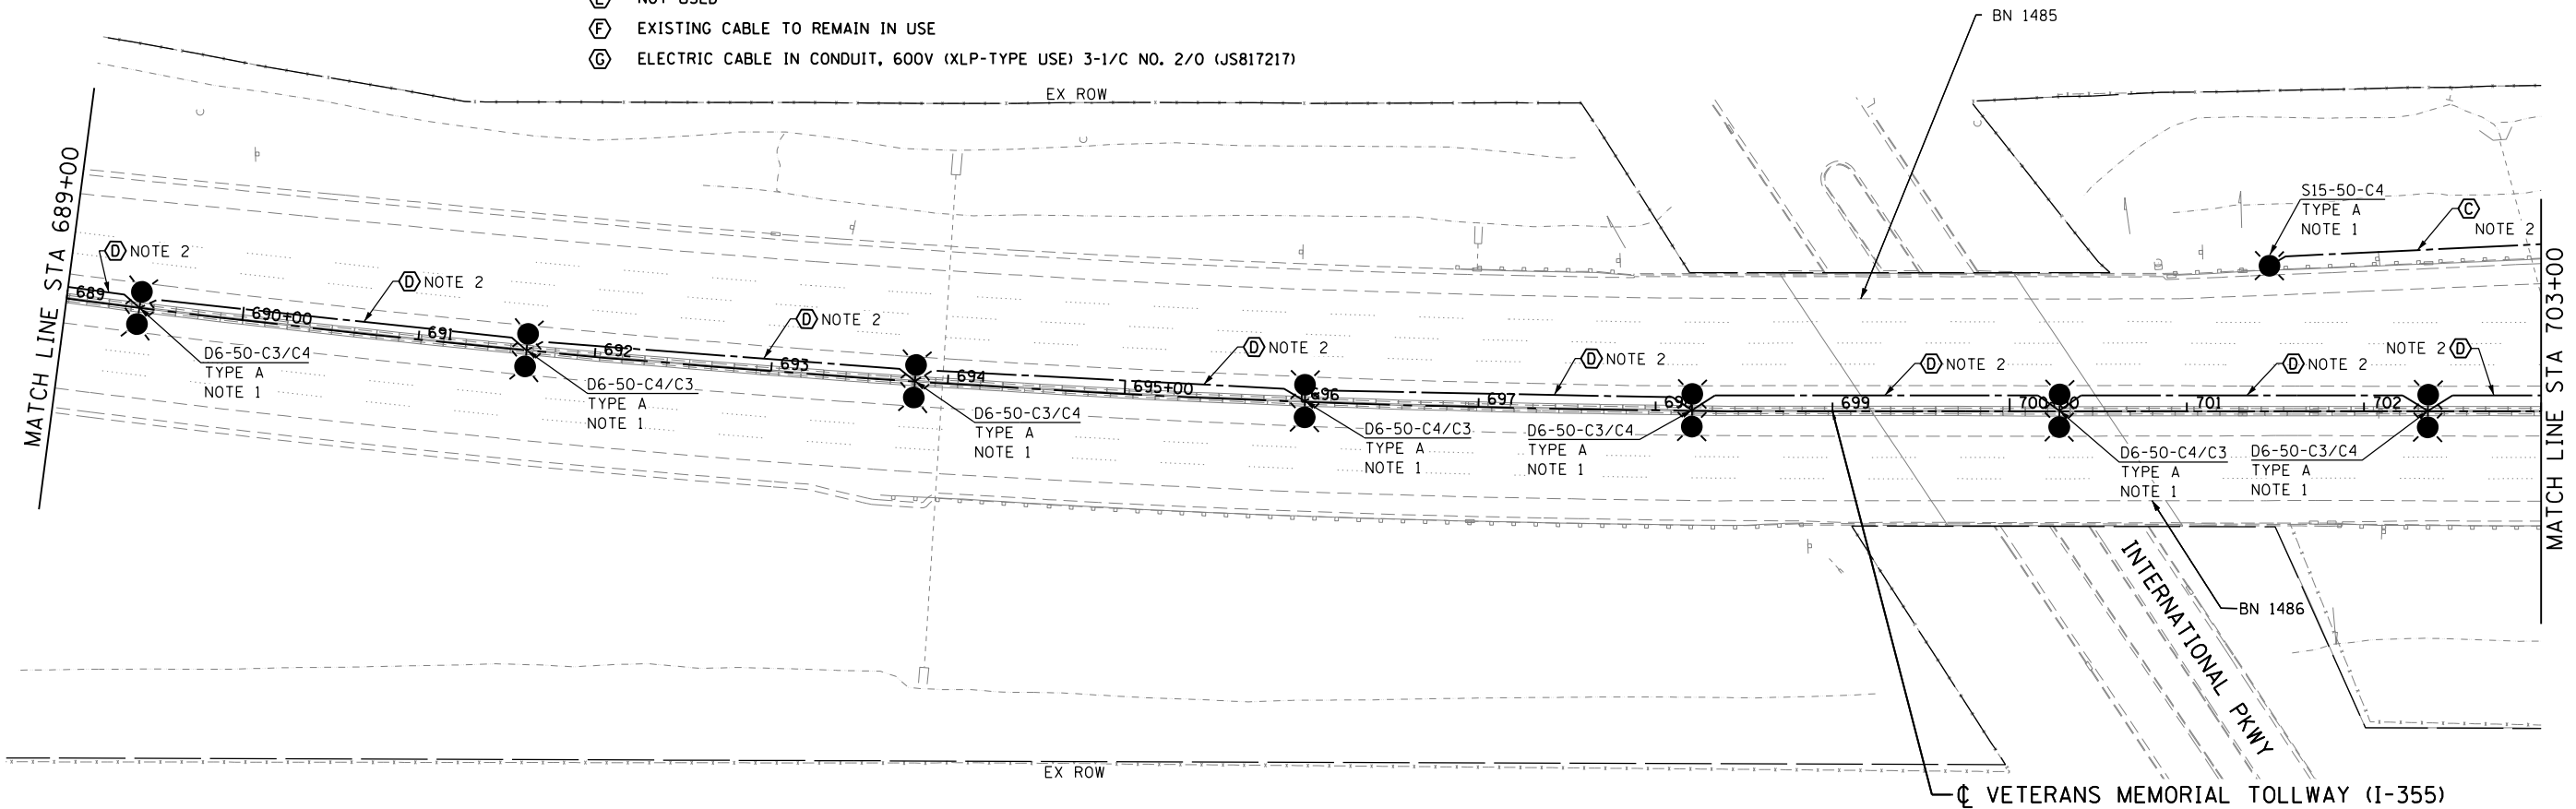 E NOT USED
F EXISTING CABLE TO REMAIN IN USE
G ELECTRIC CABLE IN CONDUIT, 600V (XLP-TYPE USE) 3-1/C NO. 2/0 (JS817217)
BN 1485
EX ROW
MATCH LINE STA 689+00
D NOTE 2
D NOTE 2
D NOTE 2
D NOTE 2
D NOTE 2
D NOTE 2
D NOTE 2
NOTE 2 D
S15-50-C4
TYPE A
NOTE 1
C
NOTE 2
MATCH LINE STA 703+00
689
690+00
691
692
693
694
695+00
696
697
698
699
700+00
701
702
D6-50-C3/C4
TYPE A
NOTE 1
D6-50-C4/C3
TYPE A
NOTE 1
D6-50-C3/C4
TYPE A
NOTE 1
D6-50-C4/C3
TYPE A
NOTE 1
D6-50-C3/C4
TYPE A
NOTE 1
D6-50-C4/C3
TYPE A
NOTE 1
D6-50-C3/C4
TYPE A
NOTE 1
INTERNATIONAL PKWY
BN 1486
EX ROW
℄ VETERANS MEMORIAL TOLLWAY (I-355)